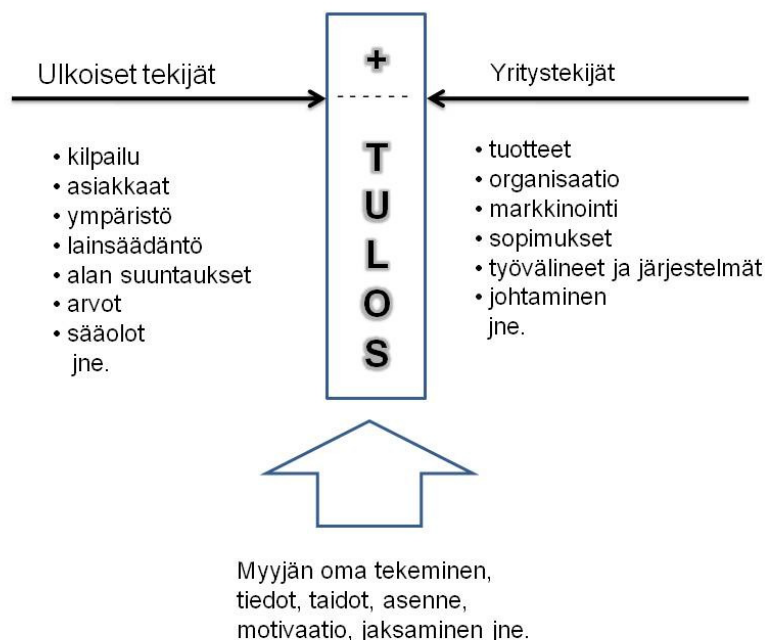 Ulkoiset tekijät
• kilpailu
• asiakkaat
• ympäristö
• lainsäädäntö
• alan suuntaukset
• arvot
• sääolot
jne.
+
T
U
L
O
S
Yritystekijät
• tuotteet
• organisaatio
• markkinointi
• sopimukset
• työvälineet ja järjestelmät
• johtaminen
jne.
Myyjän oma tekeminen,
tiedot, taidot, asenne,
motivaatio, jaksaminen jne.